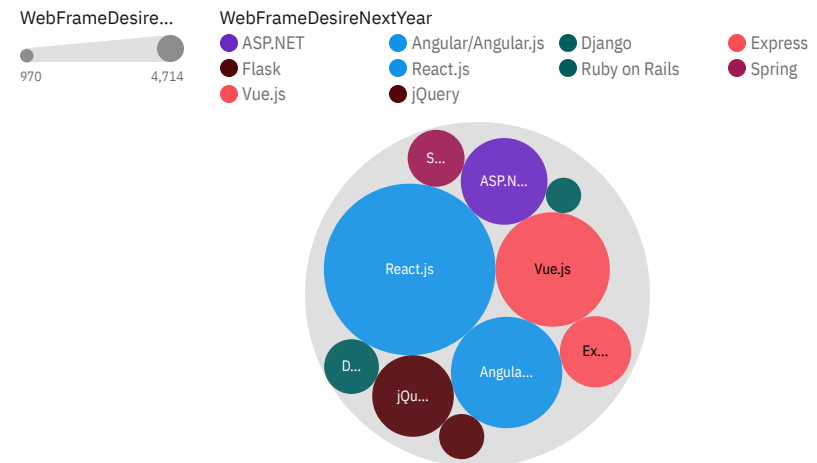 WebFrameDesire...
970 4,714
WebFrameDesireNextYear
ASP.NET Angular/Angular.js Django Express
Flask React.js Ruby on Rails Spring
Vue.js jQuery
S...
ASP.N...
React.js
Vue.js
Ex...
D...
Angula...
jQu...